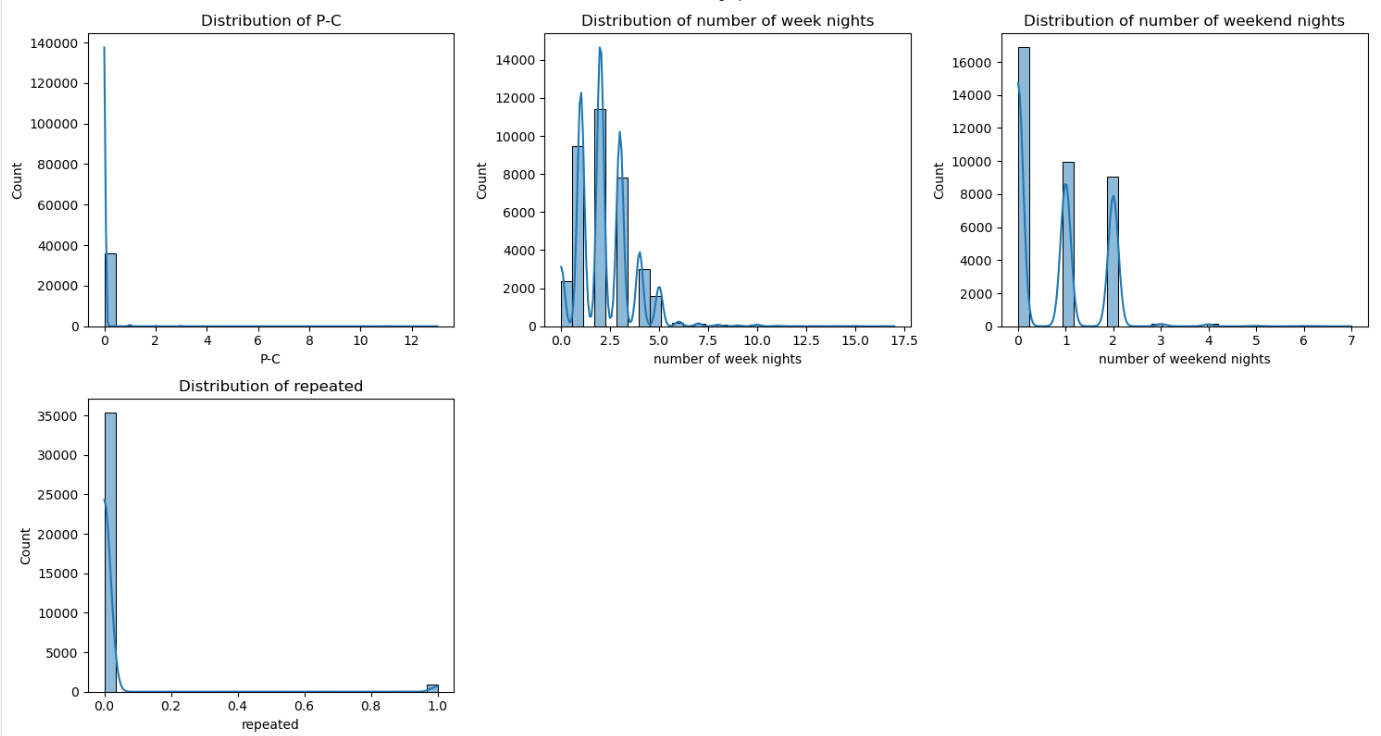 Distribution of P-C
140000
120000
100000
80000
60000
40000
20000
0
Count
0 2 4 6 8 10 12
P-C
Distribution of number of week nights
14000
12000
10000
8000
6000
4000
2000
0
Count
0.0 2.5 5.0 7.5 10.0 12.5 15.0 17.5
number of week nights
Distribution of number of weekend nights
16000
14000
12000
10000
8000
6000
4000
2000
0
Count
0 1 2 3 4 5 6 7
number of weekend nights
Distribution of repeated
35000
30000
25000
20000
15000
10000
5000
0
Count
0.0 0.2 0.4 0.6 0.8 1.0
repeated